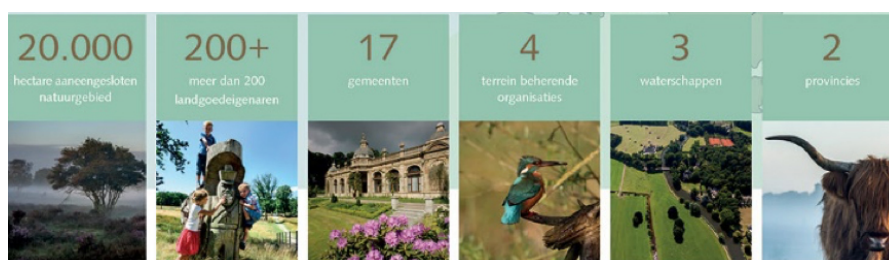 20.000
hectare aaneengesloten
natuurgebied
200+
meer dan 200
landgoedeigenaren
17
gemeenten
4
terrein beherende
organisaties
3
waterschappen
2
provincies